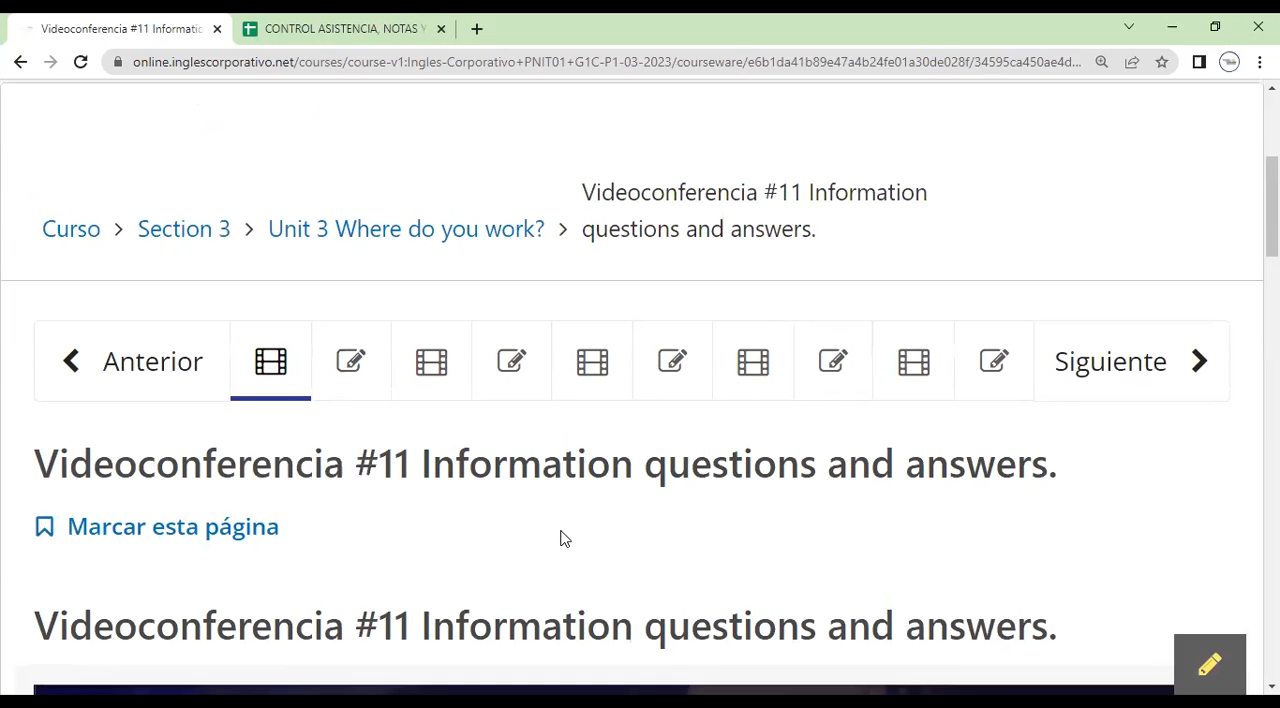 Videoconferencia #11 Informatic
CONTROL ASISTENCIA, NOTAS Y
online.inglescorporativo.net/courses/course-v1:Ingles-Corporativo+PNIT01+G1C-P1-03-2023/courseware/e6b1da41b89e47a4b24fe01a30de028f/34595ca450ae4d...
Videoconferencia #11 Information
Curso > Section 3 > Unit 3 Where do you work? > questions and answers.
Anterior
Siguiente
Videoconferencia #11 Information questions and answers.
Marcar esta página
Videoconferencia #11 Information questions and answers.